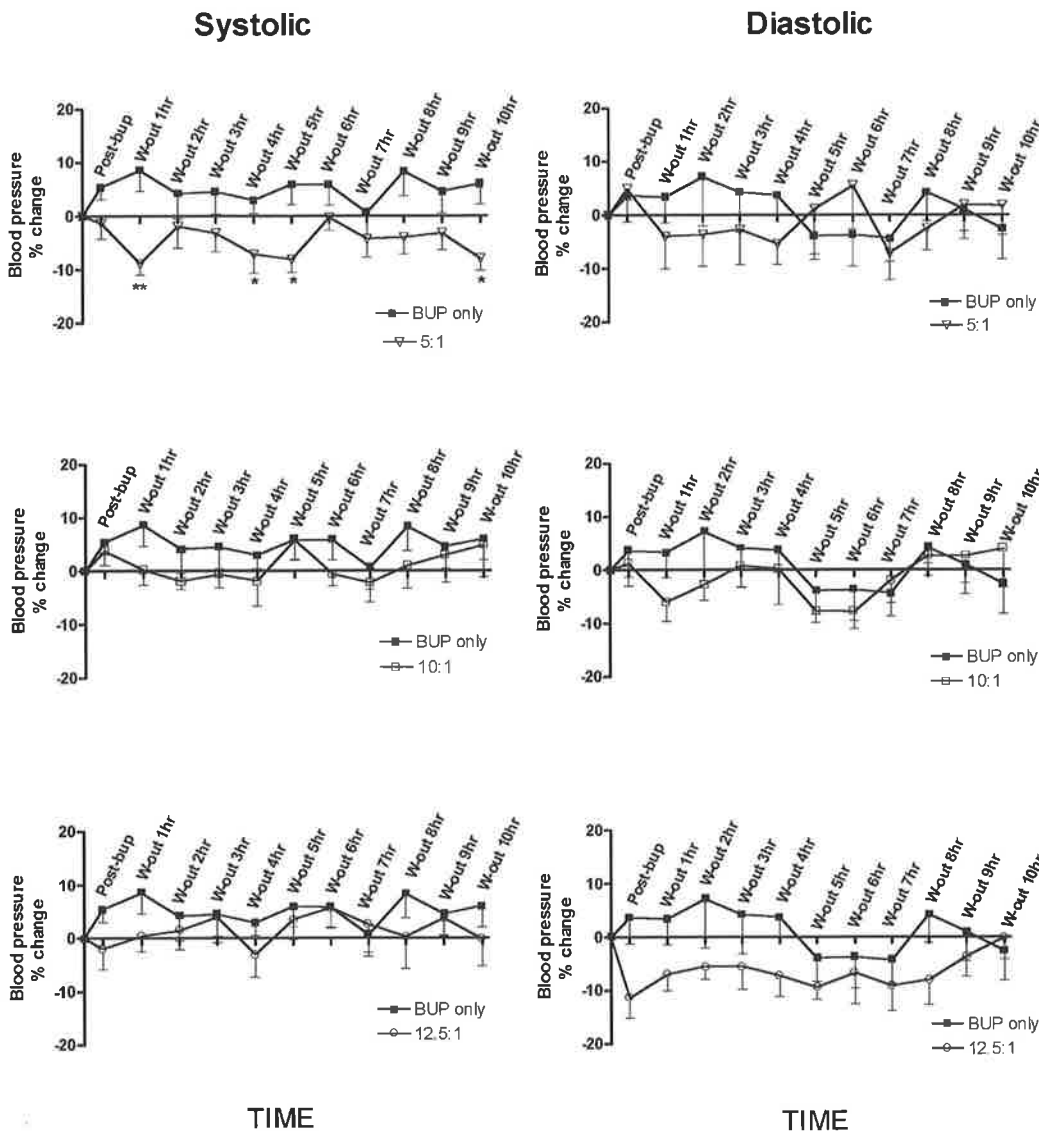 Systolic
Diastolic
Blood pressure
% change
20
10
0
-10
-20
Post-bup
W-out 1hr
W-out 2hr
W-out 3hr
W-out 4hr
W-out 5hr
W-out 6hr
W-out 7hr
W-out 8hr
W-out 9hr
W-out 10hr
**
*
*
*
BUP only
5:1
Blood pressure
% change
20
10
0
-10
-20
Post-bup
W-out 1hr
W-out 2hr
W-out 3hr
W-out 4hr
W-out 5hr
W-out 6hr
W-out 7hr
W-out 8hr
W-out 9hr
W-out 10hr
BUP only
5:1
Blood pressure
% change
20
10
0
-10
-20
Post-bup
W-out 1hr
W-out 2hr
W-out 3hr
W-out 4hr
W-out 5hr
W-out 6hr
W-out 7hr
W-out 8hr
W-out 9hr
W-out 10hr
BUP only
10:1
Blood pressure
% change
20
10
0
-10
-20
Post-bup
W-out 1hr
W-out 2hr
W-out 3hr
W-out 4hr
W-out 5hr
W-out 6hr
W-out 7hr
W-out 8hr
W-out 9hr
W-out 10hr
BUP only
10:1
Blood pressure
% change
20
10
0
-10
-20
Post-bup
W-out 1hr
W-out 2hr
W-out 3hr
W-out 4hr
W-out 5hr
W-out 6hr
W-out 7hr
W-out 8hr
W-out 9hr
W-out 10hr
BUP only
12.5:1
Blood pressure
% change
20
10
0
-10
-20
Post-bup
W-out 1hr
W-out 2hr
W-out 3hr
W-out 4hr
W-out 5hr
W-out 6hr
W-out 7hr
W-out 8hr
W-out 9hr
W-out 10hr
BUP only
12.5:1
TIME
TIME